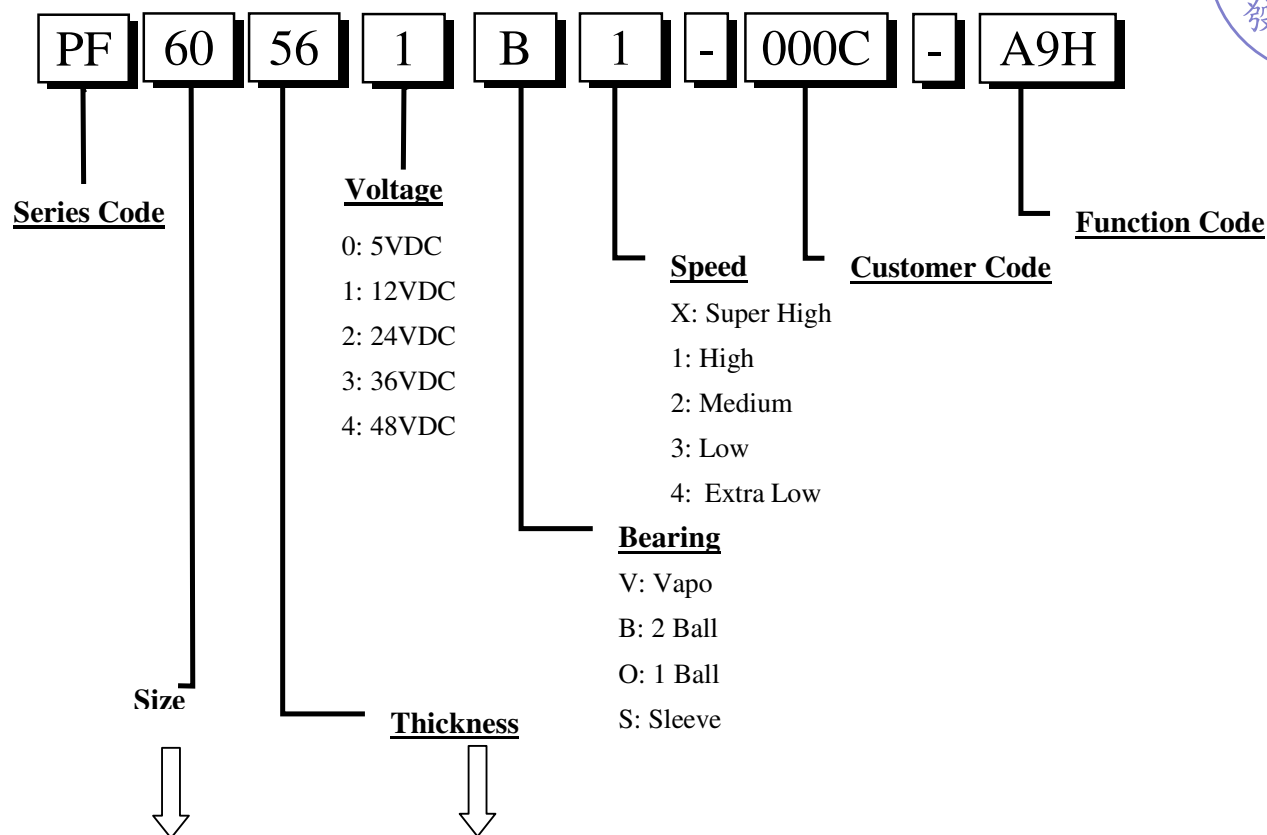 PF 60 56 1 B 1 - 000C - A9H
發
Series Code
Voltage
0: 5VDC
1: 12VDC
2: 24VDC
3: 36VDC
4: 48VDC
Function Code
Speed
X: Super High
1: High
2: Medium
3: Low
4: Extra Low
Customer Code
Bearing
V: Vapo
B: 2 Ball
O: 1 Ball
S: Sleeve
Size
Thickness